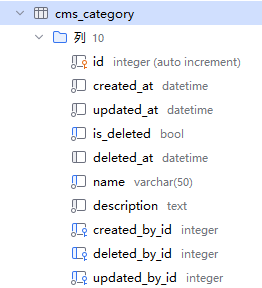 cms_category
列 10
id integer (auto increment)
created_at datetime
updated_at datetime
is_deleted bool
deleted_at datetime
name varchar(50)
description text
created_by_id integer
deleted_by_id integer
updated_by_id integer